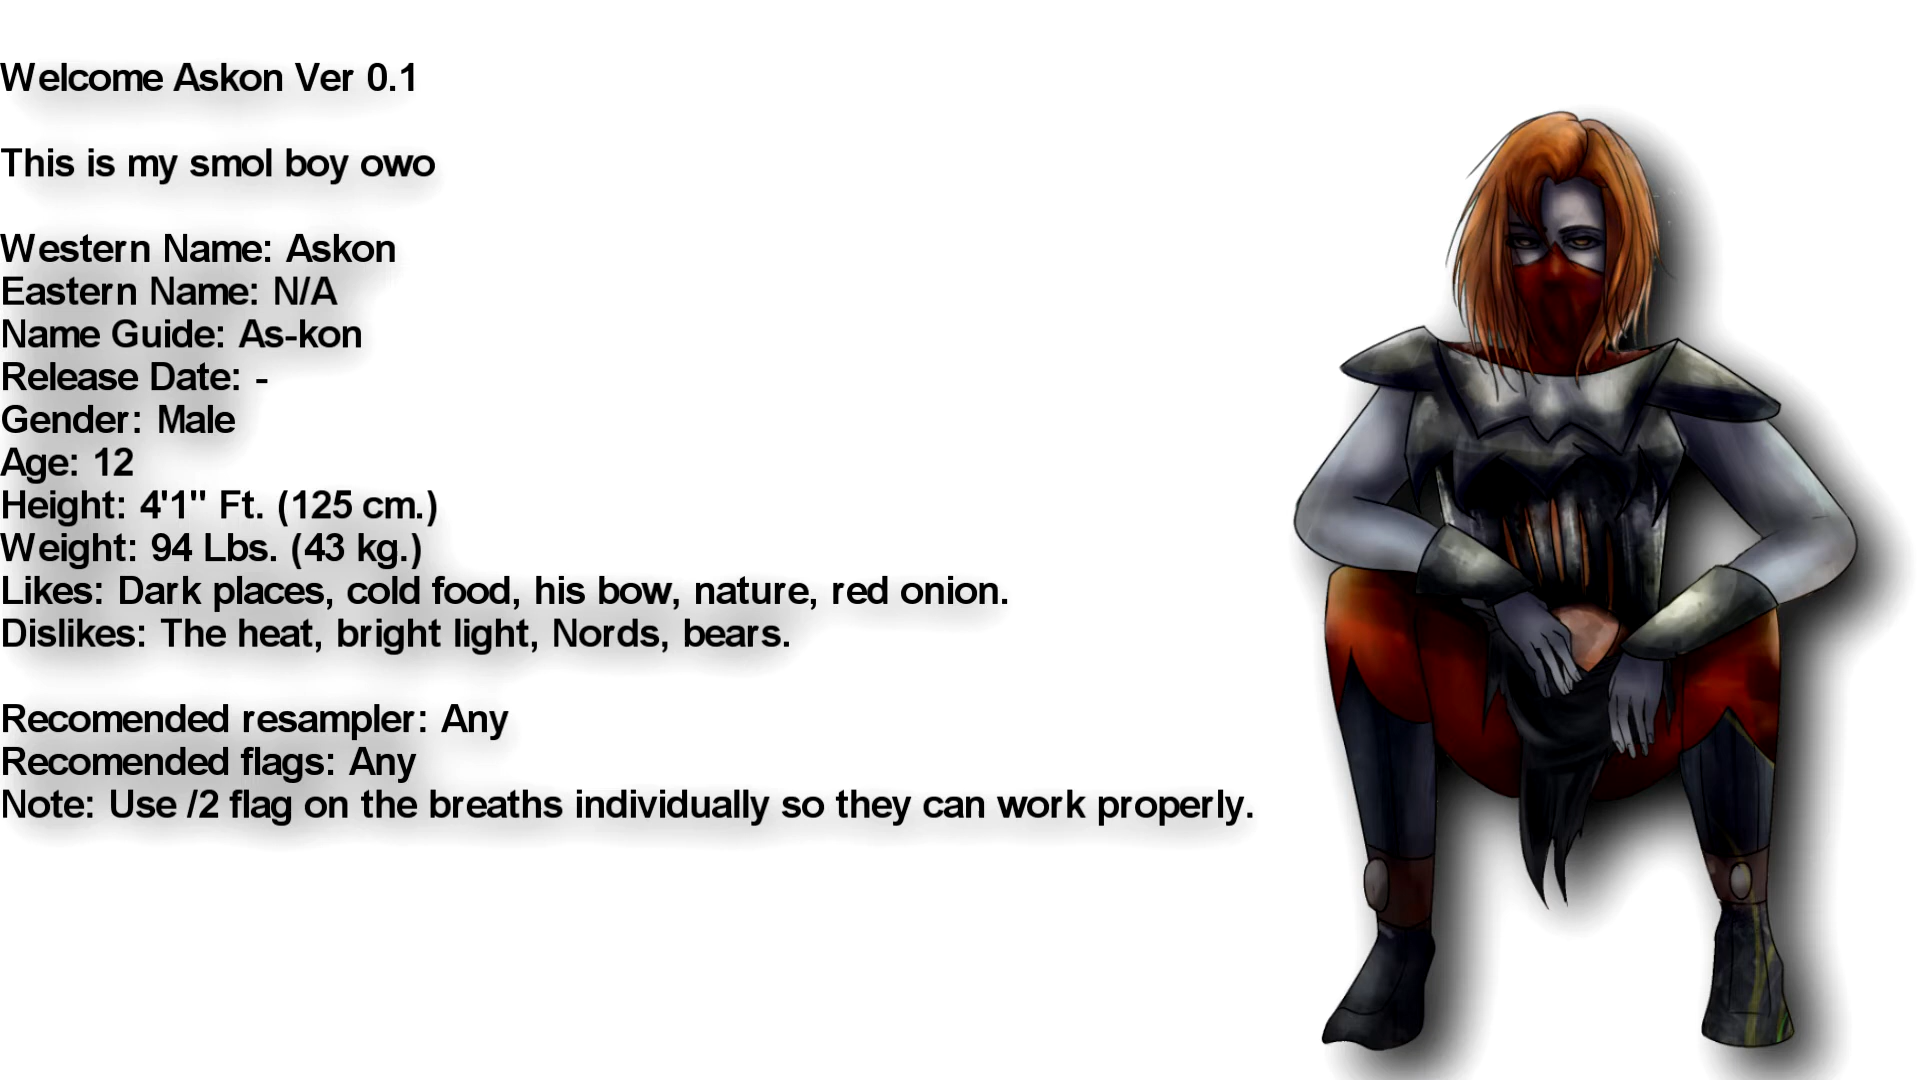 Welcome Askon Ver 0.1
This is my smol boy owo
Western Name: Askon
Eastern Name: N/A
Name Guide: As-kon
Release Date: -
Gender: Male
Age: 12
Height: 4'1" Ft. (125 cm.)
Weight: 94 Lbs. (43 kg.)
Likes: Dark places, cold food, his bow, nature, red onion.
Dislikes: The heat, bright light, Nords, bears.
Recomended resampler: Any
Recomended flags: Any
Note: Use /2 flag on the breaths individually so they can work properly.